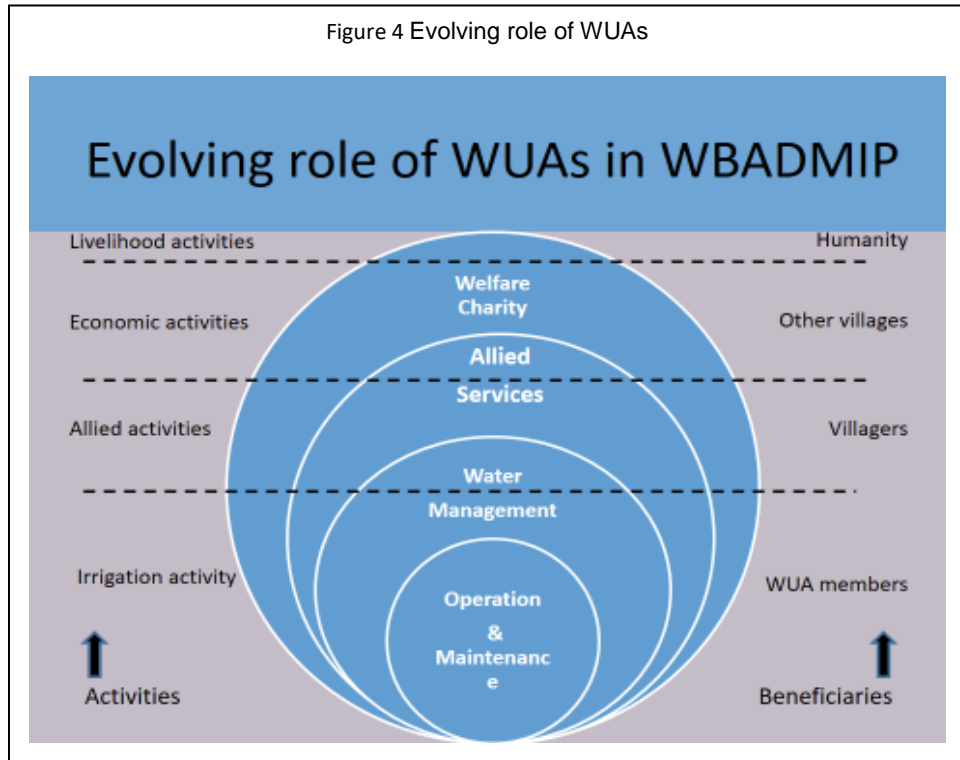 Figure 4 Evolving role of WUAs
Evolving role of WUAs in WBADMIP
Livelihood activities
Humanity
Welfare
Charity
Economic activities
Other villages
Allied
Services
Allied activities
Villagers
Water
Management
Irrigation activity
WUA members
Operation
&
Maintenanc
e
Activities
Beneficiaries